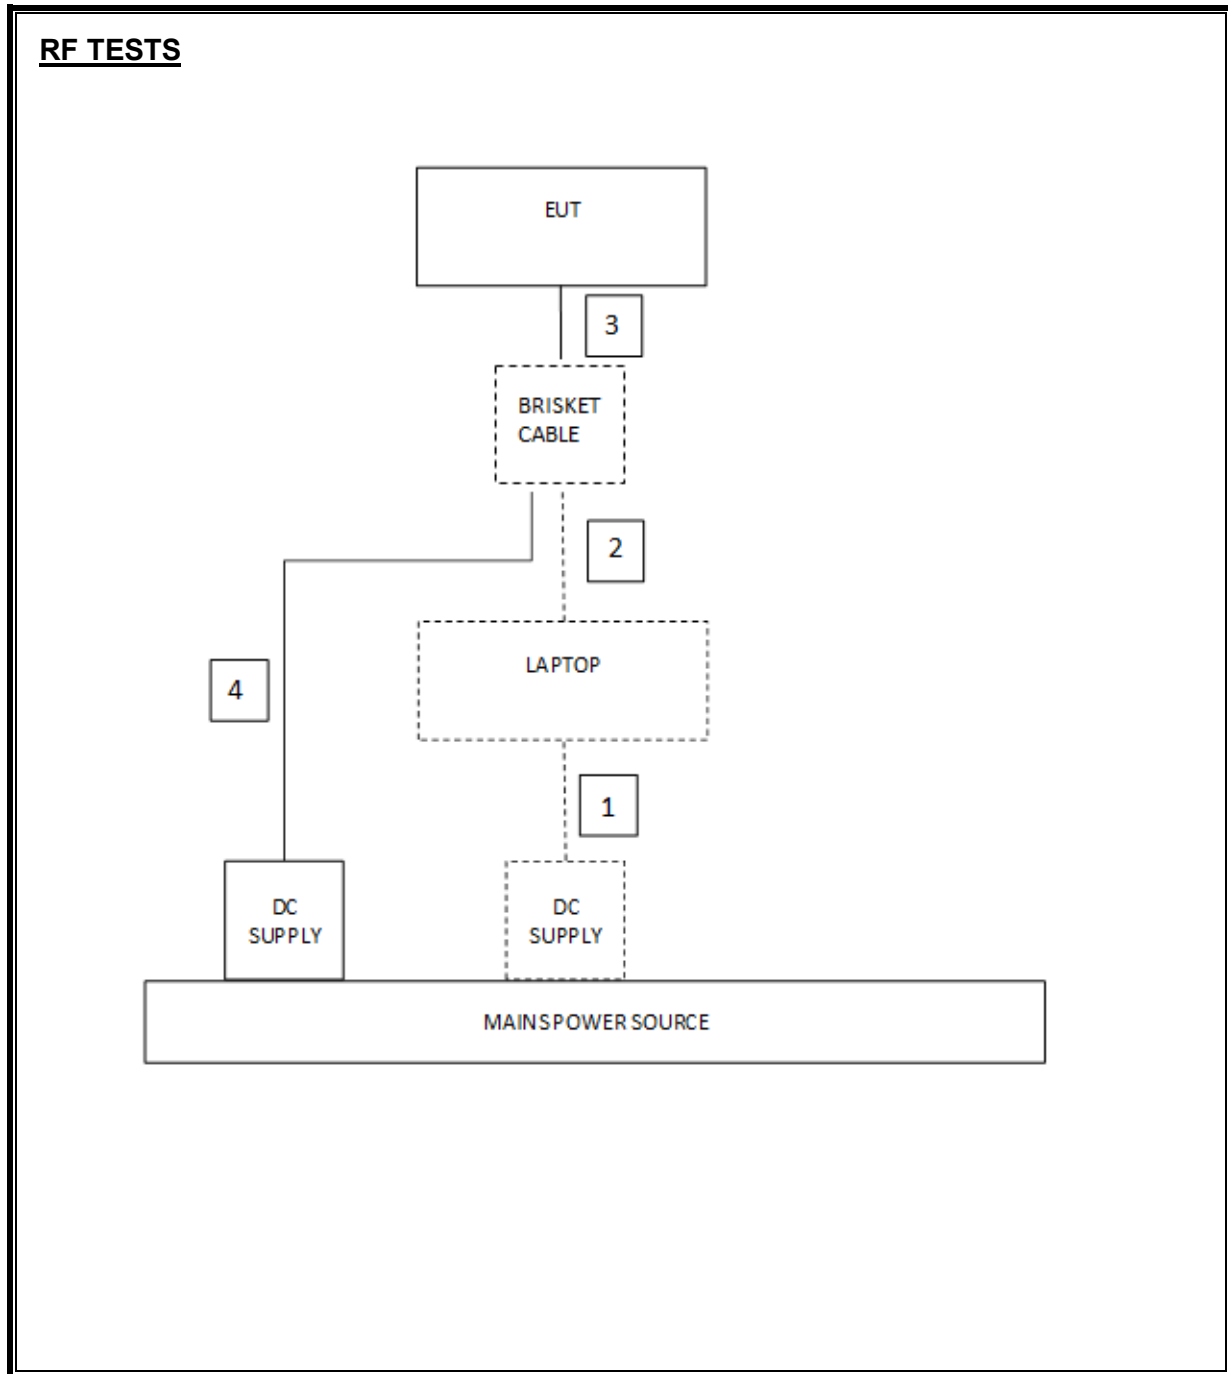 RF TESTS
EUT
3
BRISKET
CABLE
2
LAPTOP
4
1
DC
SUPPLY
DC
SUPPLY
MAINS POWER SOURCE